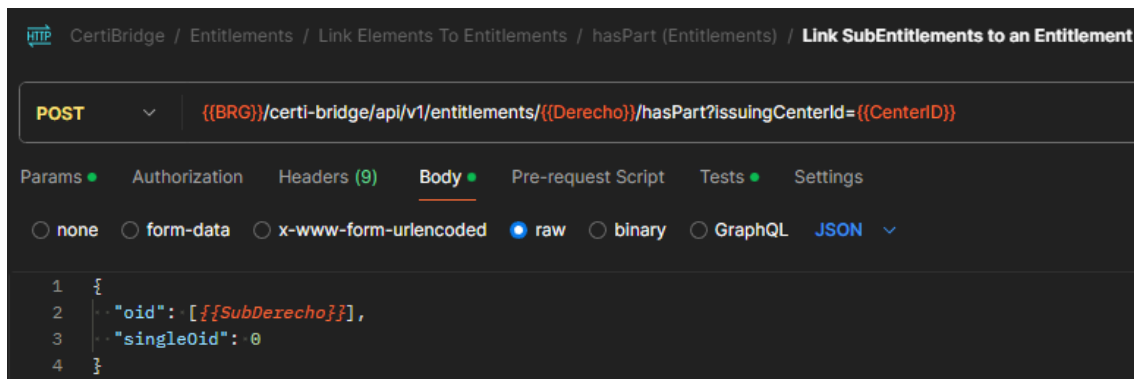 HTTP CertiBridge / Entitlements / Link Elements To Entitlements / hasPart (Entitlements) / Link SubEntitlements to an Entitlement
POST {{BRG}}/certi-bridge/api/v1/entitlements/{{Derecho}}/hasPart?issuingCenterId={{CenterID}}
Params Authorization Headers (9) Body Pre-request Script Tests Settings
none form-data x-www-form-urlencoded raw binary GraphQL JSON
1 {
2 "oid": [{{SubDerecho}}],
3 "singleOid": 0
4 }